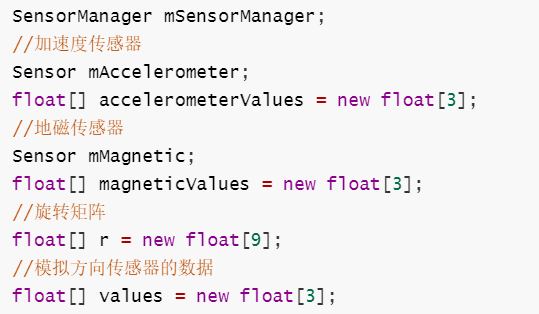 SensorManager mSensorManager;
//加速度传感器
Sensor mAccelerometer;
float[] accelerometerValues = new float[3];
//地磁传感器
Sensor mMagnetic;
float[] magneticValues = new float[3];
//旋转矩阵
float[] r = new float[9];
//模拟方向传感器的数据
float[] values = new float[3];